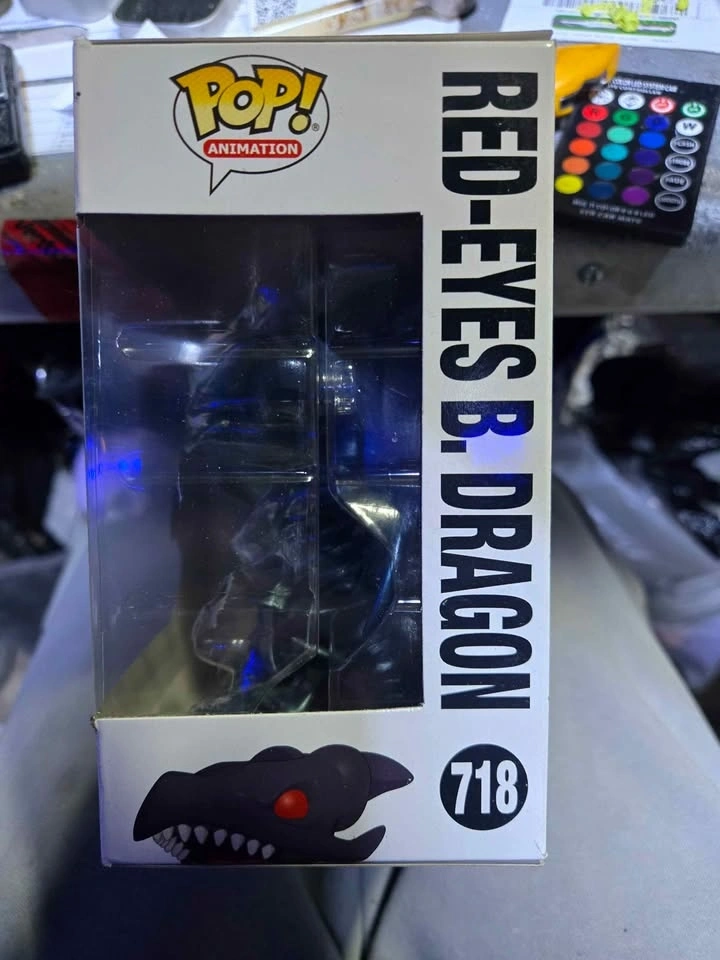 POP!
ANIMATION
RED-EYES B. DRAGON
718
R
G
W